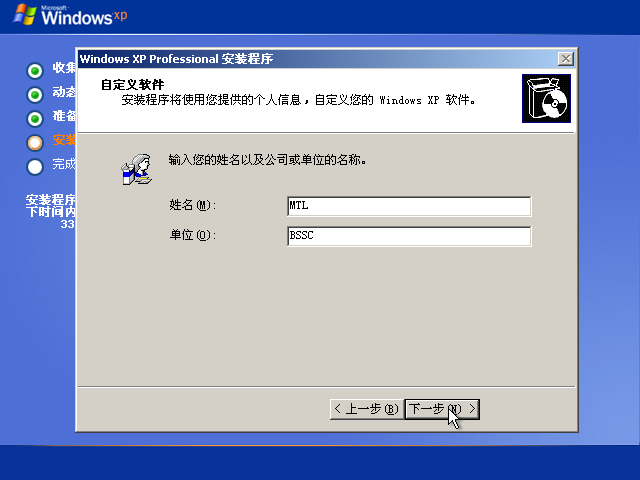 Microsoft
Windows xp
Windows XP Professional 安装程序
收集
动态
准备
安装
完成
安装程序
下时间内
33
自定义软件
安装程序将使用您提供的个人信息，自定义您的 Windows XP 软件。
输入您的姓名以及公司或单位的名称。
姓名(M): MTL
单位(O): BSSC
< 上一步(B) 下一步(N) >